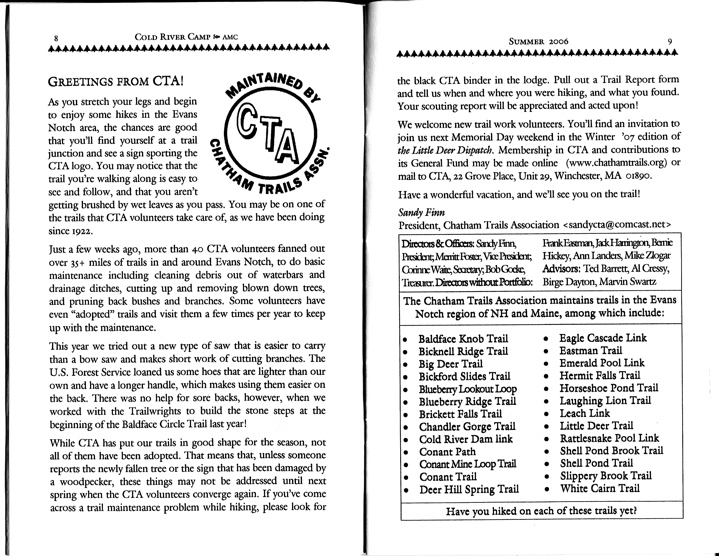 8 COLD RIVER CAMP AMC
GREETINGS FROM CTA!
As you stretch your legs and begin
to enjoy some hikes in the Evans
Notch area, the chances are good
that you'll find yourself at a trail
junction and see a sign sporting the
CTA logo. You may notice that the
trail you're walking along is easy to
see and follow, and that you aren't
getting brushed by wet leaves as you pass. You may be on one of
the trails that CTA volunteers take care of, as we have been doing
since 1922.
MAINTAINED BY
CTA
CHATHAM TRAILS ASSN.
Just a few weeks ago, more than 40 CTA volunteers fanned out
over 35+ miles of trails in and around Evans Notch, to do basic
maintenance including cleaning debris out of waterbars and
drainage ditches, cutting up and removing blown down trees,
and pruning back bushes and branches. Some volunteers have
even "adopted" trails and visit them a few times per year to keep
up with the maintenance.
This year we tried out a new type of saw that is easier to carry
than a bow saw and makes short work of cutting branches. The
U.S. Forest Service loaned us some hoes that are lighter than our
own and have a longer handle, which makes using them easier on
the back. There was no help for sore backs, however, when we
worked with the Trailwrights to build the stone steps at the
beginning of the Baldface Circle Trail last year!
While CTA has put our trails in good shape for the season, not
all of them have been adopted. That means that, unless someone
reports the newly fallen tree or the sign that has been damaged by
a woodpecker, these things may not be addressed until next
spring when the CTA volunteers converge again. If you've come
across a trail maintenance problem while hiking, please look for
SUMMER 2006 9
the black CTA binder in the lodge. Pull out a Trail Report form
and tell us when and where you were hiking, and what you found.
Your scouting report will be appreciated and acted upon!
We welcome new trail work volunteers. You'll find an invitation to
join us next Memorial Day weekend in the Winter '07 edition of
the Little Deer Dispatch. Membership in CTA and contributions to
its General Fund may be made online (www.chathamtrails.org) or
mail to CTA, 22 Grove Place, Unit 29, Winchester, MA 01890.
Have a wonderful vacation, and we'll see you on the trail!
Sandy Finn
President, Chatham Trails Association <sandycta@comcast.net>
Directors & Officers: Sandy Finn,
President; Merritt Foster, Vice President;
Corinne Waite, Secretary; Bob Gocke,
Treasurer. Directors without Portfolio:
Frank Eastman, Jack Harrington, Bernie
Hickey, Ann Landers, Mike Zlogar
Advisors: Ted Barrett, Al Cressy,
Birge Dayton, Marvin Swartz
The Chatham Trails Association maintains trails in the Evans
Notch region of NH and Maine, among which include:
• Baldface Knob Trail
• Bicknell Ridge Trail
• Big Deer Trail
• Bickford Slides Trail
• Blueberry Lookout Loop
• Blueberry Ridge Trail
• Brickett Falls Trail
• Chandler Gorge Trail
• Cold River Dam link
• Conant Path
• Conant Mine Loop Trail
• Conant Trail
• Deer Hill Spring Trail
• Eagle Cascade Link
• Eastman Trail
• Emerald Pool Link
• Hermit Falls Trail
• Horseshoe Pond Trail
• Laughing Lion Trail
• Leach Link
• Little Deer Trail
• Rattlesnake Pool Link
• Shell Pond Brook Trail
• Shell Pond Trail
• Slippery Brook Trail
• White Cairn Trail
Have you hiked on each of these trails yet?